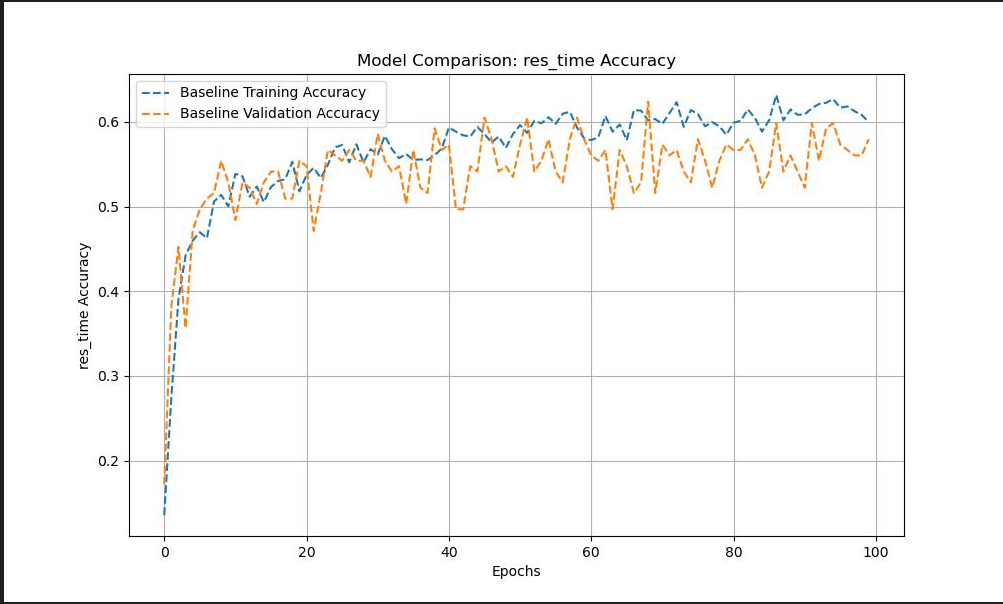 Model Comparison: res_time Accuracy
Baseline Training Accuracy
Baseline Validation Accuracy
res_time Accuracy
0.6
0.5
0.4
0.3
0.2
0 20 40 60 80 100
Epochs